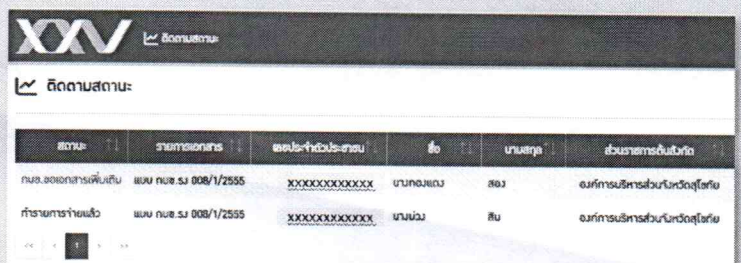 XXV ติดตามสถานะ
ติดตามสถานะ
สถานะ รายการเอกสาร เลขประจำตัวประชาชน ชื่อ นามสกุล ส่วนราชการต้นสังกัด
กบข.ขอเอกสารเพิ่มเติม แบบ กบข.รง 008/1/2555 XXXXXXXXXXXXX นางทองแดง สอง องค์การบริหารส่วนจังหวัดสุโขทัย
ทำรายการจ่ายแล้ว แบบ กบข.รง 008/1/2555 XXXXXXXXXXXXX นางม่วง สิน องค์การบริหารส่วนจังหวัดสุโขทัย
<< < 1 > >>